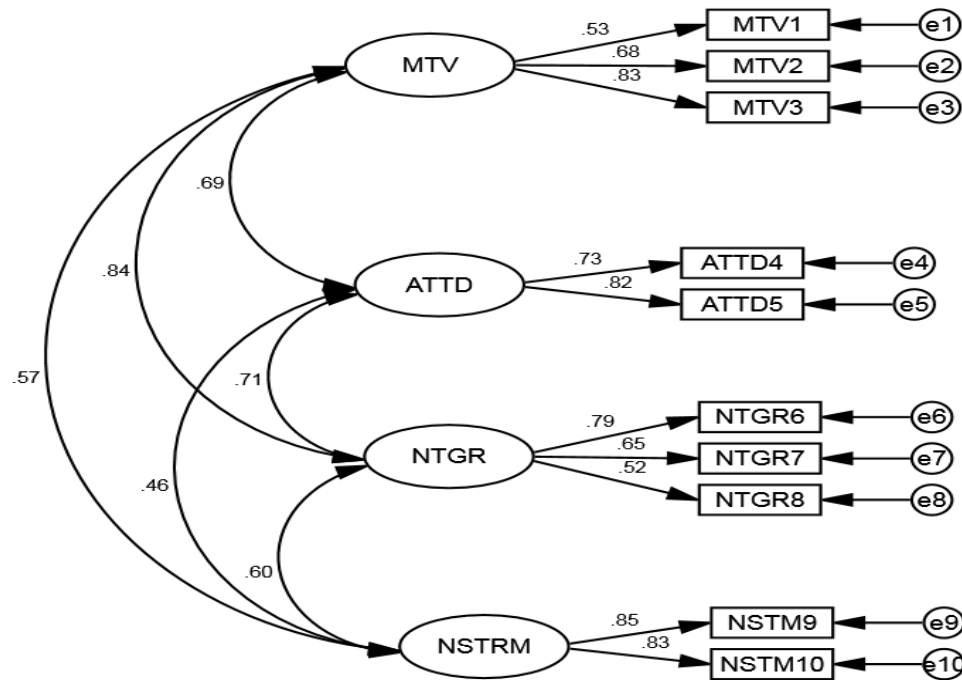 .53
MTV1
e1
MTV
.68
MTV2
e2
.83
MTV3
e3
.69
.84
.73
ATTD4
e4
ATTD
.82
ATTD5
e5
.57
.71
.79
NTGR6
e6
NTGR
.65
NTGR7
e7
.52
NTGR8
e8
.46
.60
.85
NSTM9
e9
NSTRM
.83
NSTM10
e10